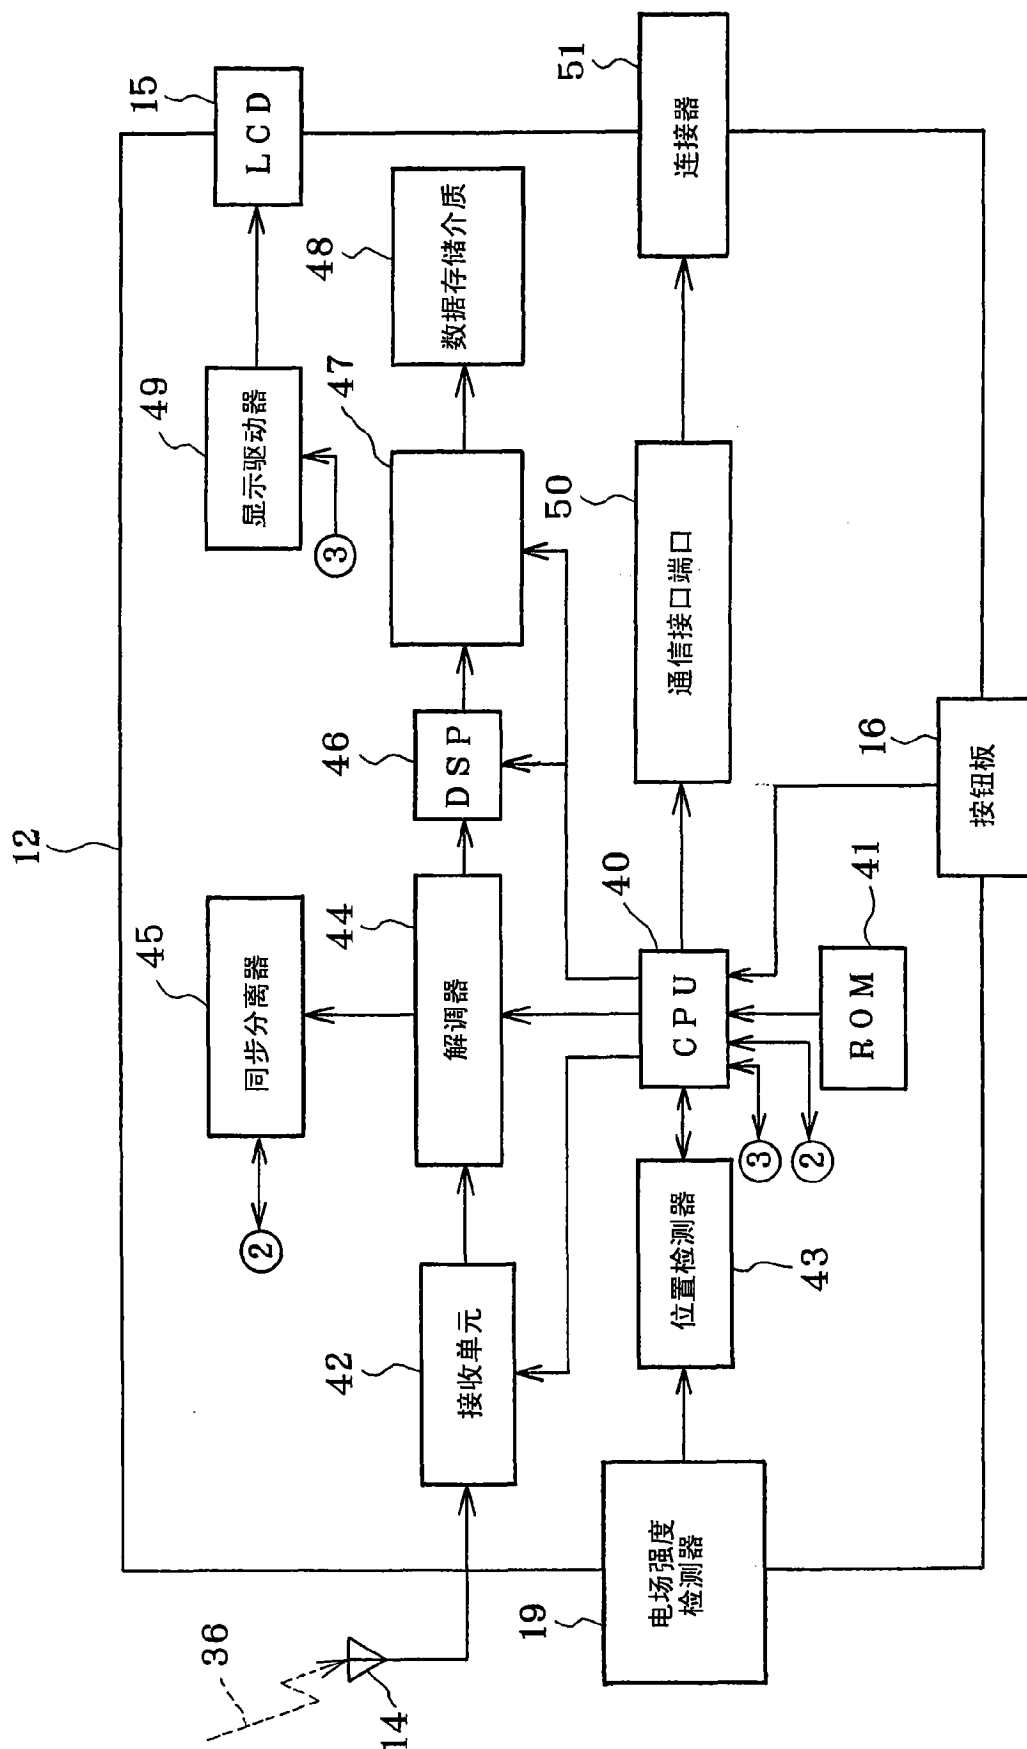 12
45
同步分离器
②
49
显示驱动器
③
15
LCD
36
14
42
接收单元
44
解调器
46
DSP
47
48
数据存储介质
19
电场强度
检测器
43
位置检测器
③
②
40
CPU
41
ROM
50
通信接口端口
51
连接器
16
按钮板